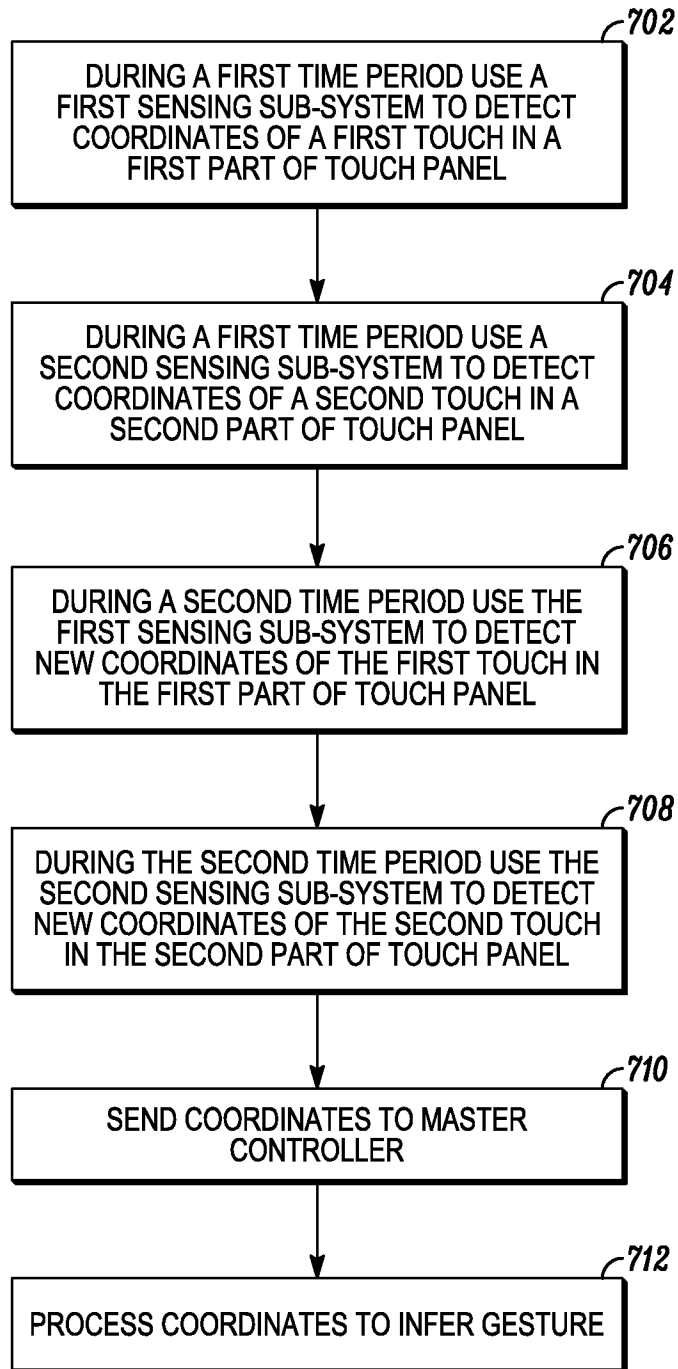 702
DURING A FIRST TIME PERIOD USE A
FIRST SENSING SUB-SYSTEM TO DETECT
COORDINATES OF A FIRST TOUCH IN A
FIRST PART OF TOUCH PANEL
704
DURING A FIRST TIME PERIOD USE A
SECOND SENSING SUB-SYSTEM TO DETECT
COORDINATES OF A SECOND TOUCH IN A
SECOND PART OF TOUCH PANEL
706
DURING A SECOND TIME PERIOD USE THE
FIRST SENSING SUB-SYSTEM TO DETECT
NEW COORDINATES OF THE FIRST TOUCH IN
THE FIRST PART OF TOUCH PANEL
708
DURING THE SECOND TIME PERIOD USE THE
SECOND SENSING SUB-SYSTEM TO DETECT
NEW COORDINATES OF THE SECOND TOUCH
IN THE SECOND PART OF TOUCH PANEL
710
SEND COORDINATES TO MASTER
CONTROLLER
712
PROCESS COORDINATES TO INFER GESTURE